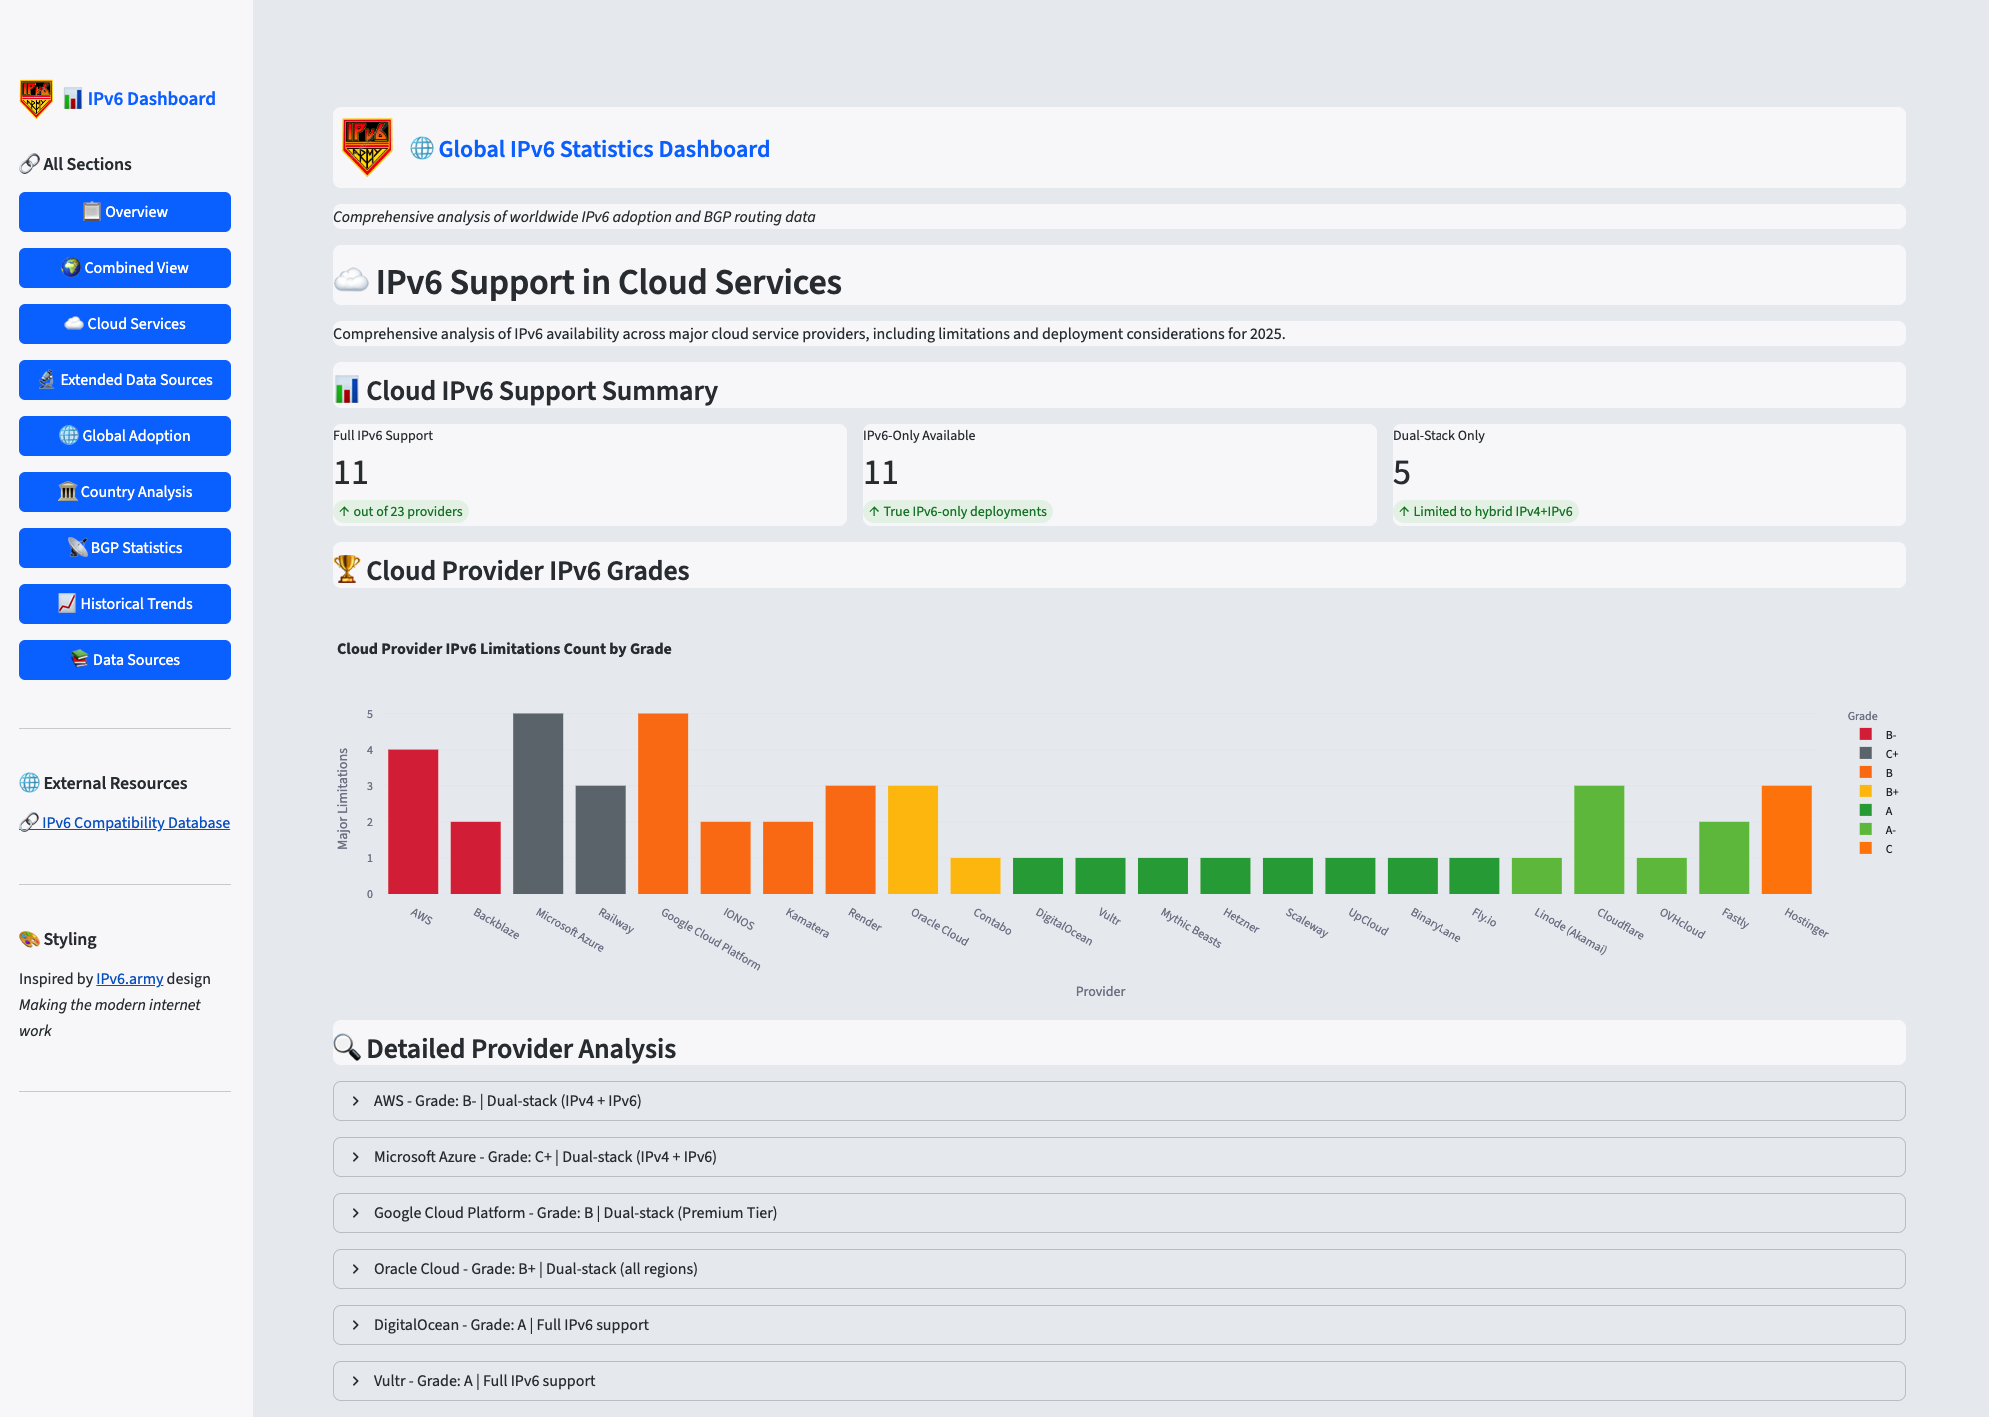 IPv6 ARMY
IPv6 Dashboard
All Sections
Overview
Combined View
Cloud Services
Extended Data Sources
Global Adoption
Country Analysis
BGP Statistics
Historical Trends
Data Sources
External Resources
IPv6 Compatibility Database
Styling
Inspired by IPv6.army design
Making the modern internet
work
IPv6 ARMY
Global IPv6 Statistics Dashboard
Comprehensive analysis of worldwide IPv6 adoption and BGP routing data
IPv6 Support in Cloud Services
Comprehensive analysis of IPv6 availability across major cloud service providers, including limitations and deployment considerations for 2025.
Cloud IPv6 Support Summary
Full IPv6 Support
11
↑ out of 23 providers
IPv6-Only Available
11
↑ True IPv6-only deployments
Dual-Stack Only
5
↑ Limited to hybrid IPv4+IPv6
Cloud Provider IPv6 Grades
Cloud Provider IPv6 Limitations Count by Grade
Major Limitations
5
4
3
2
1
0
AWS
Backblaze
Microsoft Azure
Railway
Google Cloud Platform
IONOS
Kamatera
Render
Oracle Cloud
Contabo
DigitalOcean
Vultr
Mythic Beasts
Hetzner
Scaleway
UpCloud
BinaryLane
Fly.io
Linode (Akamai)
Cloudflare
OVHcloud
Fastly
Hostinger
Provider
Grade
B-
C+
B
B+
A
A-
C
Detailed Provider Analysis
AWS - Grade: B- | Dual-stack (IPv4 + IPv6)
Microsoft Azure - Grade: C+ | Dual-stack (IPv4 + IPv6)
Google Cloud Platform - Grade: B | Dual-stack (Premium Tier)
Oracle Cloud - Grade: B+ | Dual-stack (all regions)
DigitalOcean - Grade: A | Full IPv6 support
Vultr - Grade: A | Full IPv6 support